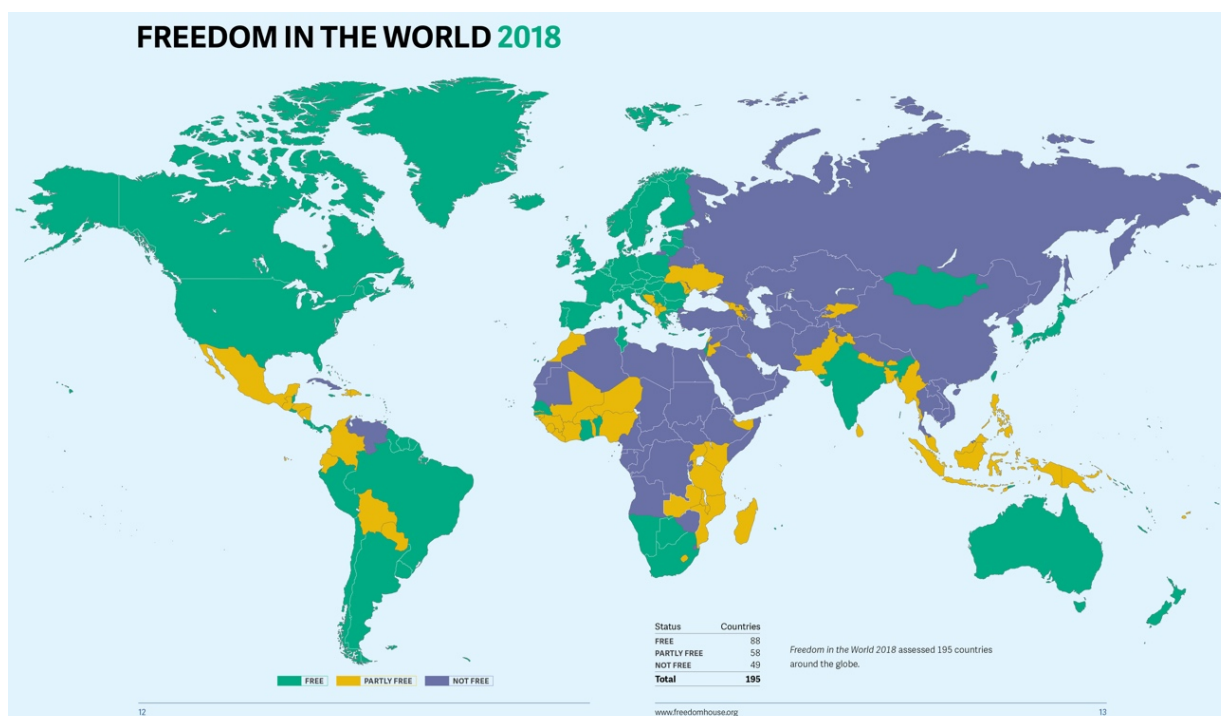 FREEDOM IN THE WORLD 2018
Status Countries
FREE 88
PARTLY FREE 58
NOT FREE 49
Total 195
Freedom in the World 2018 assessed 195 countries
around the globe.
FREE PARTLY FREE NOT FREE
12 www.freedomhouse.org 13